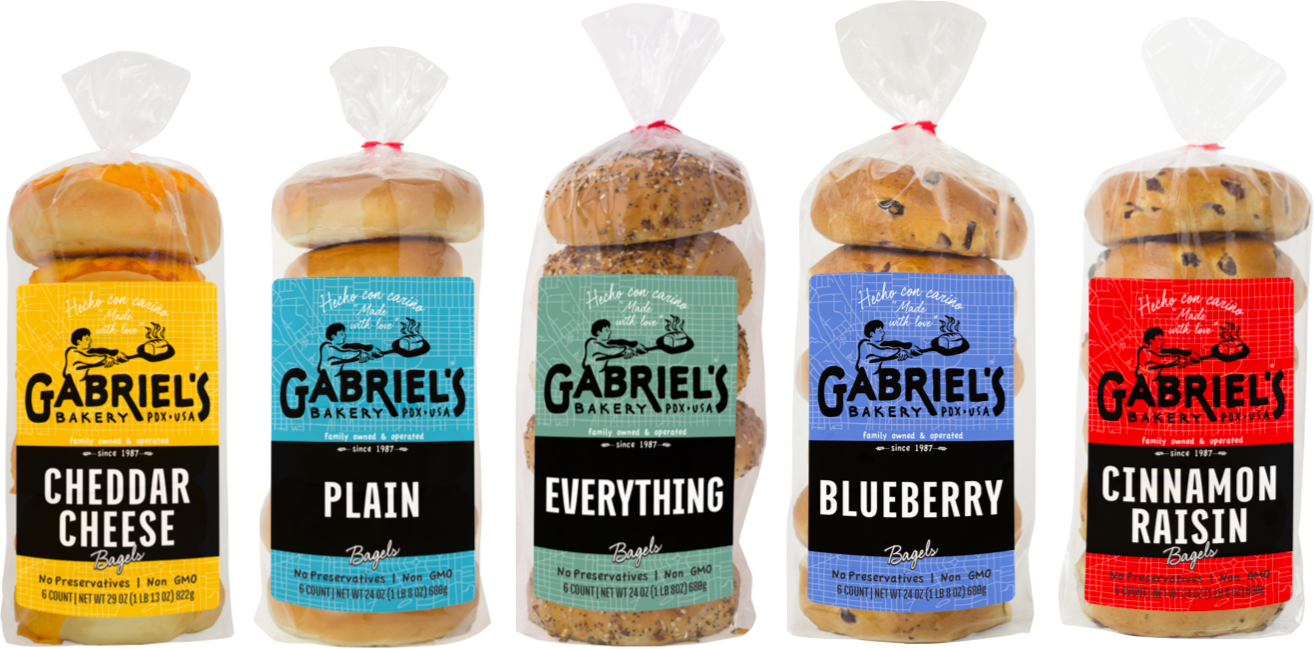 Hecho con cariño
"Made
with love"
GABRIEL'S
BAKERY PDX•USA
family owned & operated
since 1987
CHEDDAR
CHEESE
Bagels
No Preservatives | Non GMO
6 COUNT | NET WT 29 OZ (1 LB 13 OZ) 822g
Hecho con cariño
"Made
with love"
GABRIEL'S
BAKERY PDX•USA
family owned & operated
since 1987
PLAIN
Bagels
No Preservatives | Non GMO
6 COUNT | NET WT 24 OZ (1 LB 8 OZ) 680g
Hecho con cariño
"Made
with love"
GABRIEL'S
BAKERY PDX•USA
family owned & operated
since 1987
EVERYTHING
Bagels
No Preservatives | Non GMO
6 COUNT | NET WT 24 OZ (1 LB 8OZ) 680g
Hecho con cariño
"Made
with love"
GABRIEL'S
BAKERY PDX•USA
family owned & operated
since 1987
BLUEBERRY
Bagels
No Preservatives | Non GMO
6 COUNT | NET WT 24 OZ (1 LB 8 OZ) 680g
Hecho con cariño
"Made
with love"
GABRIEL'S
BAKERY PDX•USA
family owned & operated
since 1987
CINNAMON
RAISIN
Bagels
No Preservatives | Non GMO
6 COUNT | NET WT